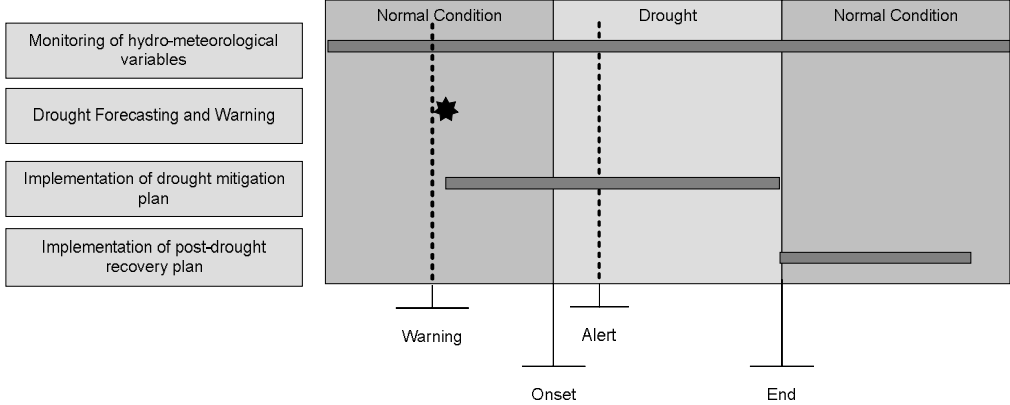 Normal Condition
Drought
Normal Condition
Monitoring of hydro-meteorological
variables
Drought Forecasting and Warning
Implementation of drought mitigation
plan
Implementation of post-drought
recovery plan
Warning
Alert
Onset
End